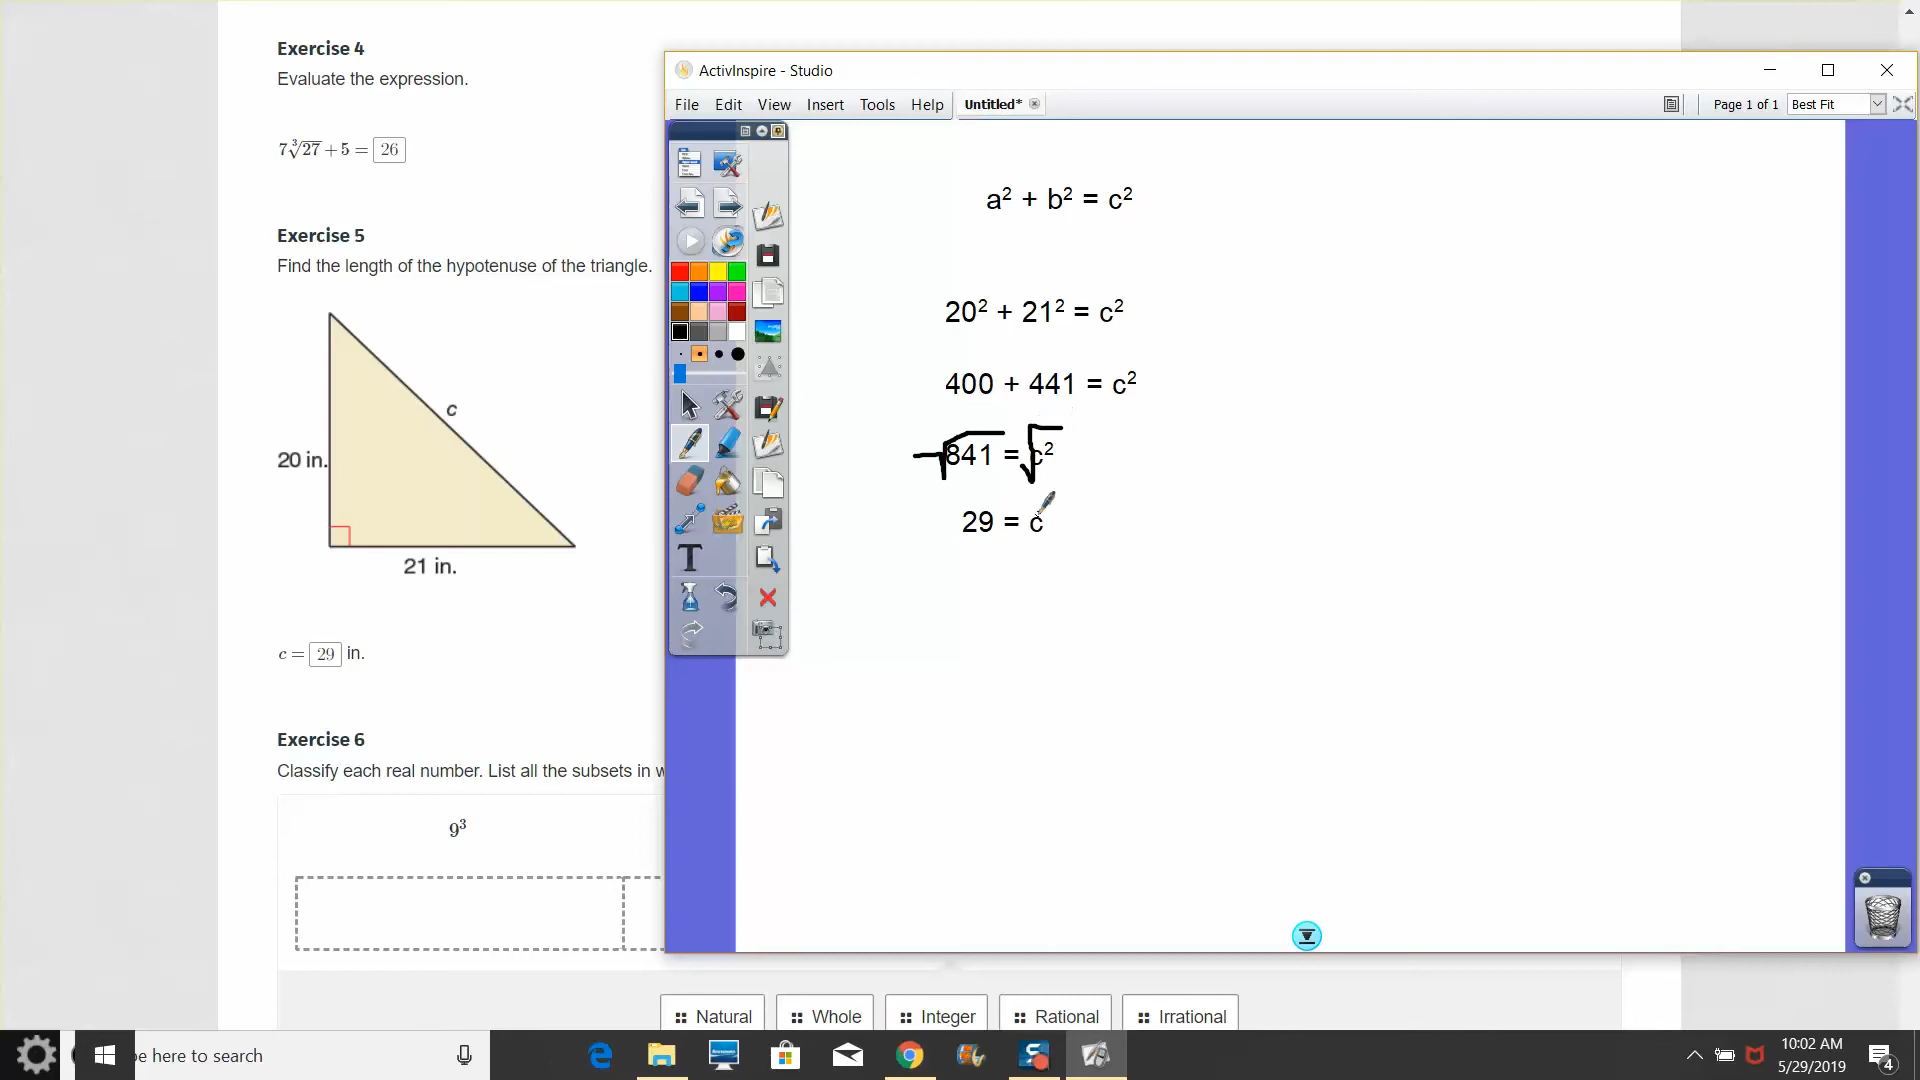 Exercise 4
Evaluate the expression.
7∛27 + 5 = 26
Exercise 5
Find the length of the hypotenuse of the triangle.
c
20 in.
21 in.
c = 29 in.
Exercise 6
Classify each real number. List all the subsets in w
9³
Natural
Whole
Integer
Rational
Irrational
ActivInspire - Studio
File Edit View Insert Tools Help Untitled* Page 1 of 1 Best Fit
T
a² + b² = c²
20² + 21² = c²
400 + 441 = c²
√841 = √c²
29 = c
pe here to search
10:02 AM
5/29/2019
4